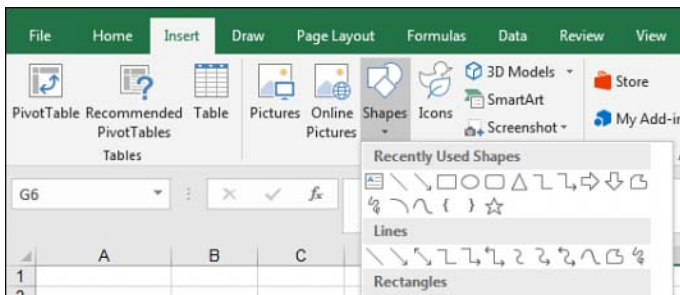 File Home Insert Draw Page Layout Formulas Data Review View
PivotTable Recommended PivotTables Table Pictures Online Pictures Shapes Icons 3D Models SmartArt Screenshot Store My Add-in
Tables
Recently Used Shapes
G6 fx
Lines
A B C
1
Rectangles